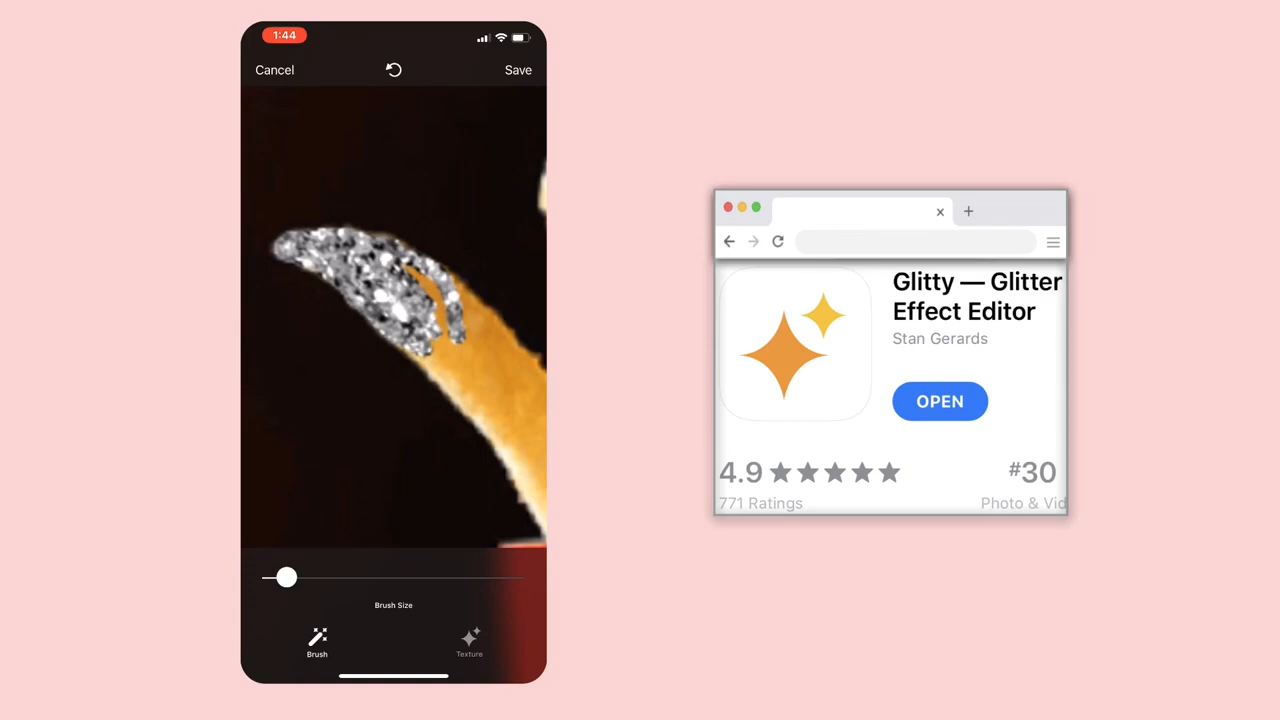 1:44
Cancel
Save
Brush Size
Brush
Texture
Glitty — Glitter
Effect Editor
Stan Gerards
OPEN
4.9 ★★★★★
#30
771 Ratings
Photo & Vid